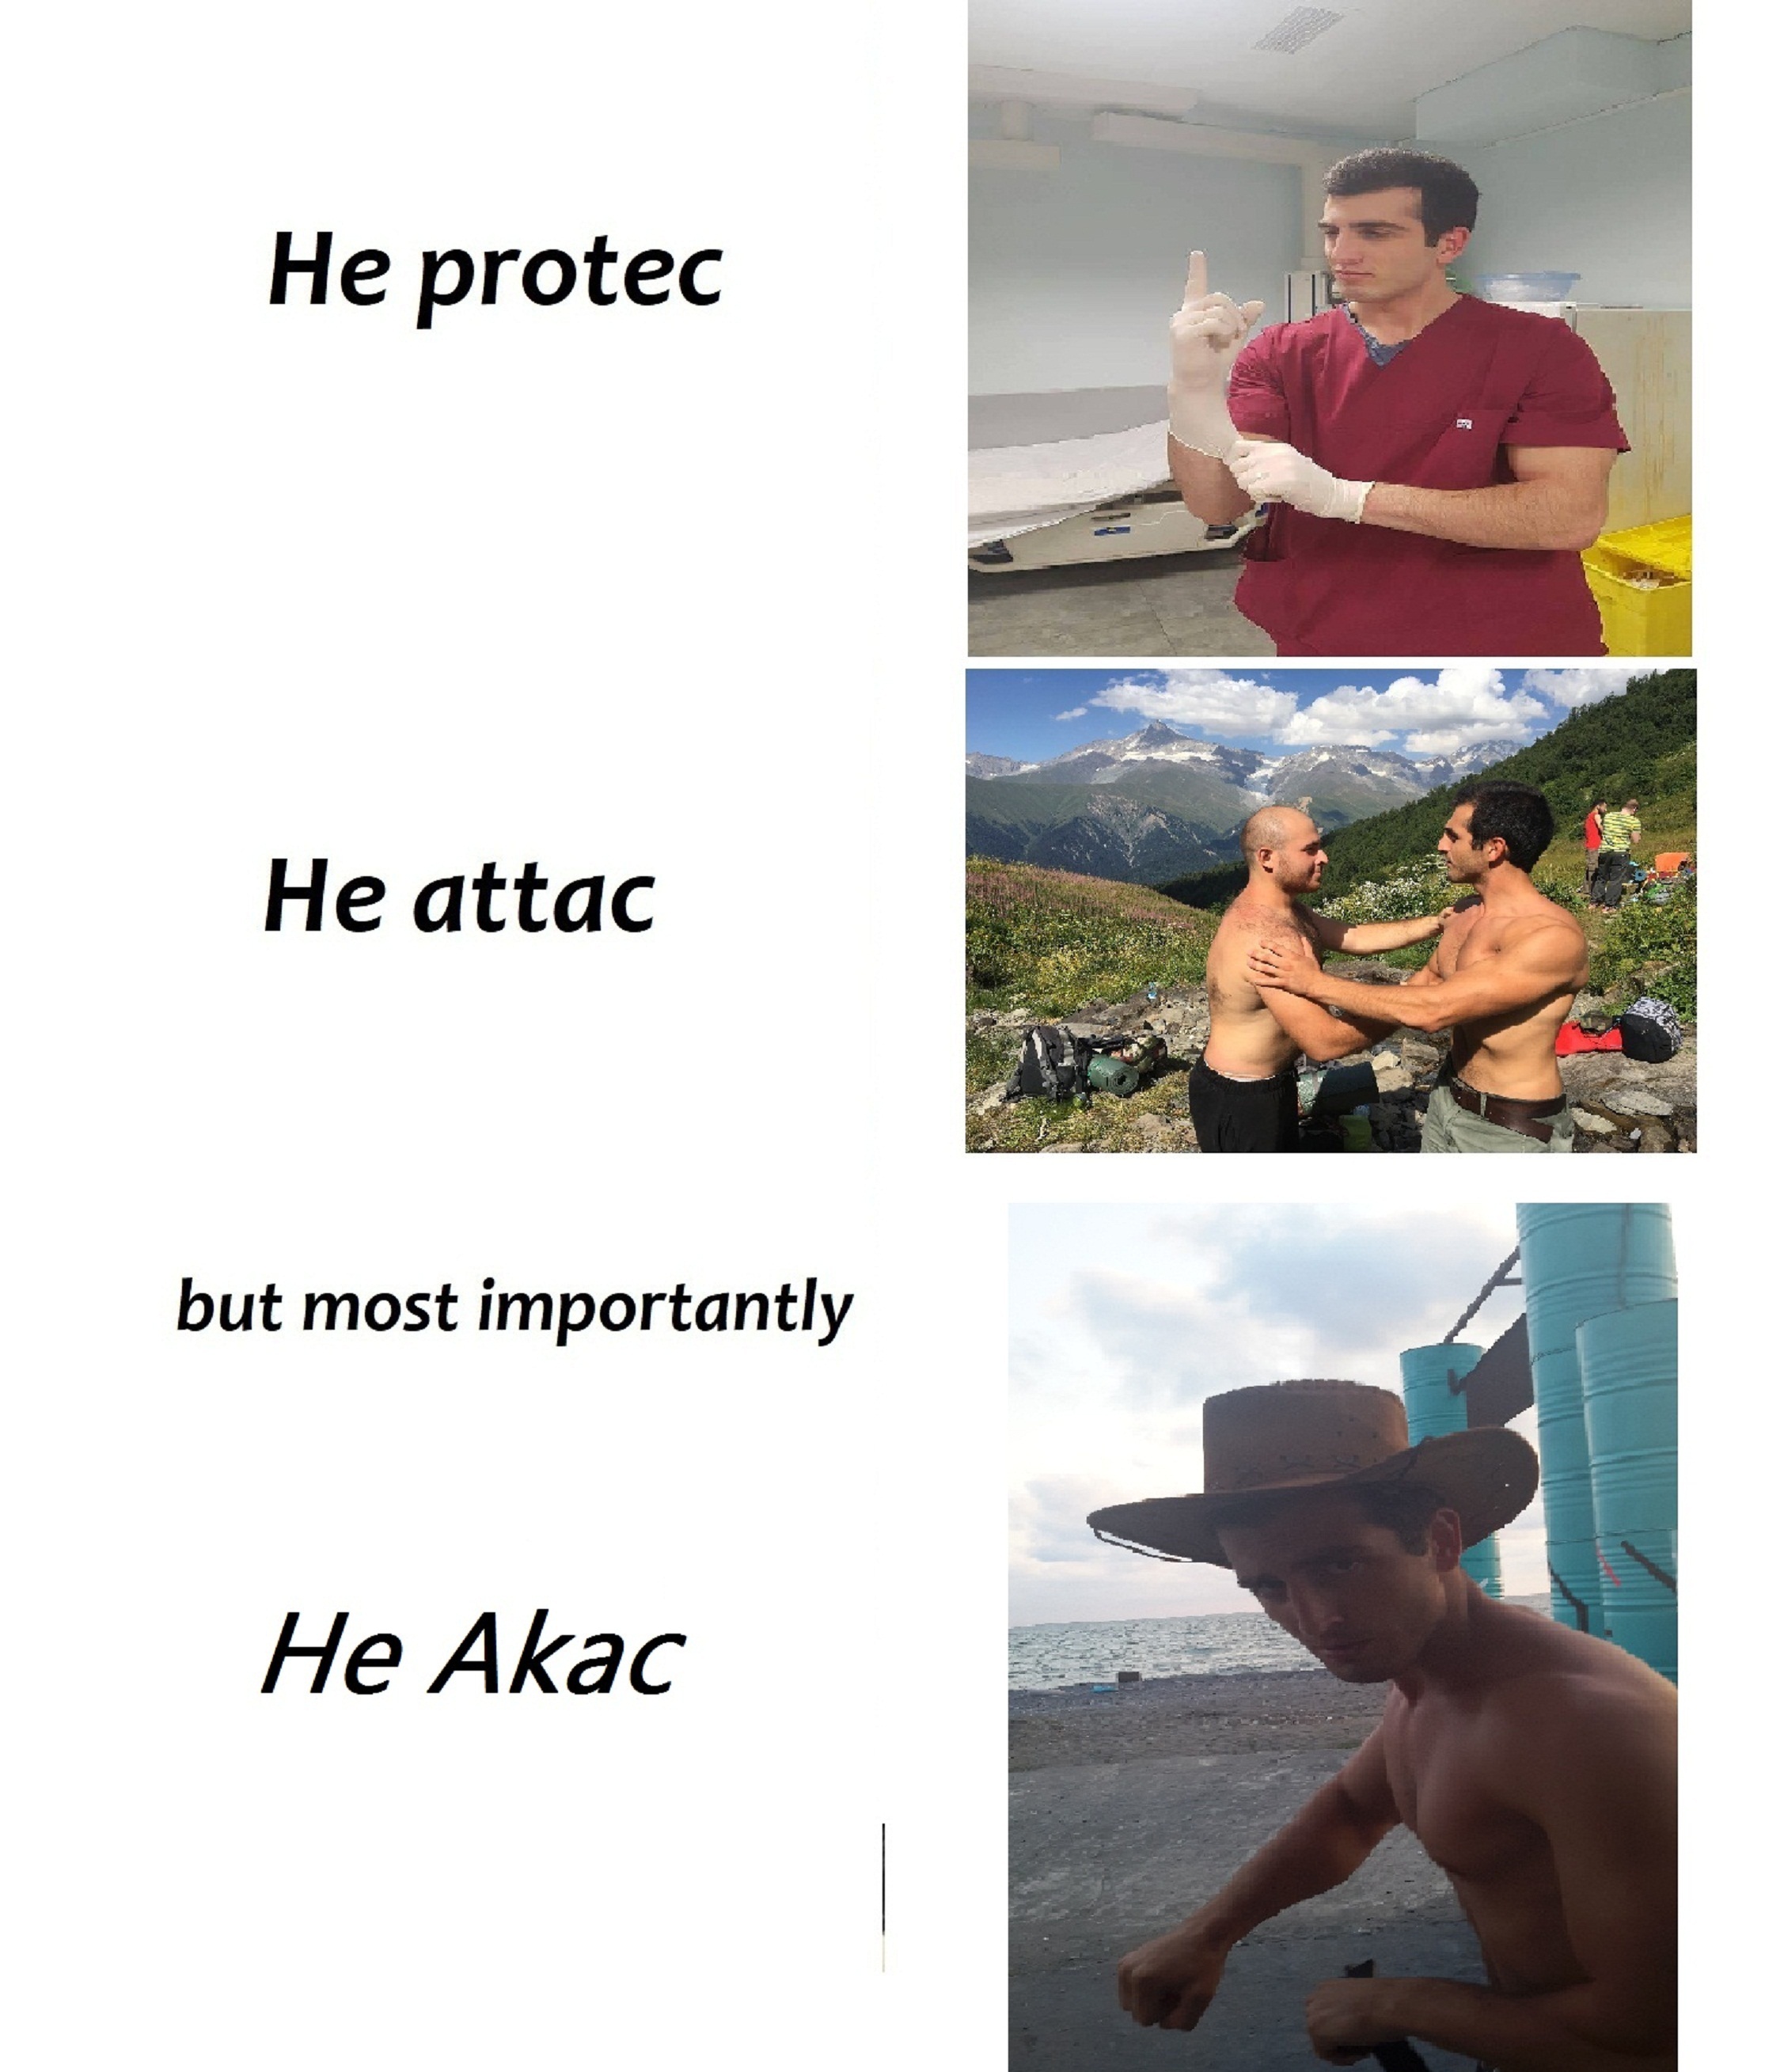 He protec
He attac
but most importantly
He Akac